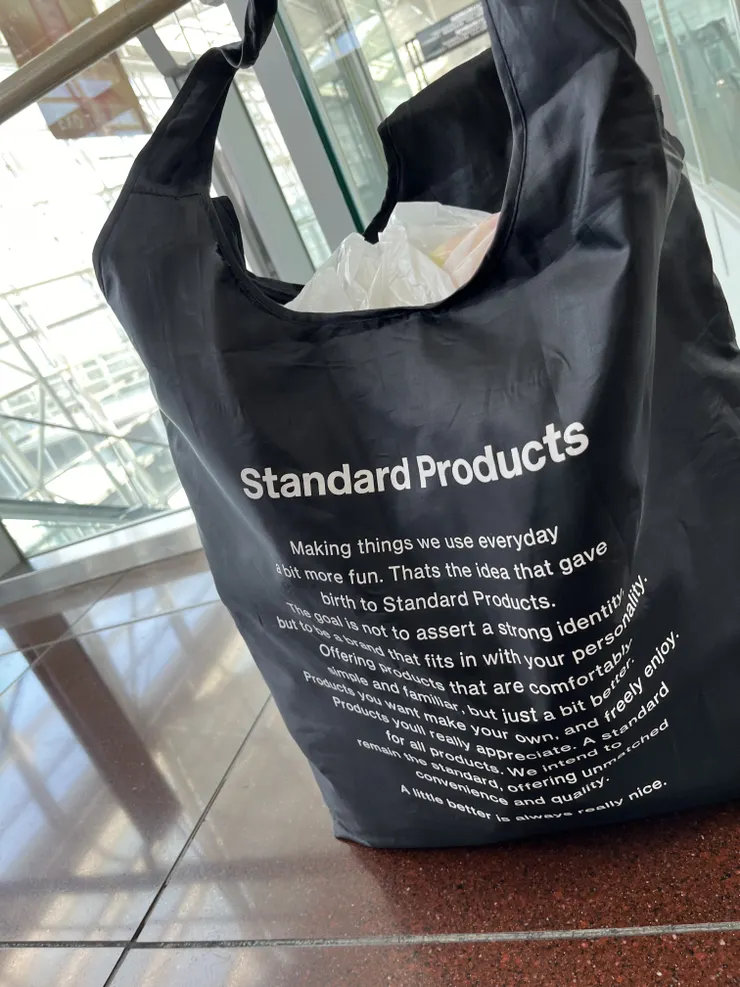 Standard Products
Making things we use everyday
a bit more fun. Thats the idea that gave
birth to Standard Products.
The goal is not to assert a strong identity,
but to be a brand that fits in with your personality.
Offering products that are comfortably
simple and familiar, but just a bit better.
Products you want make your own, and freely enjoy.
Products youll really appreciate. A standard
for all products. We intend to
remain the standard, offering unmatched
convenience and quality.
A little better is always really nice.